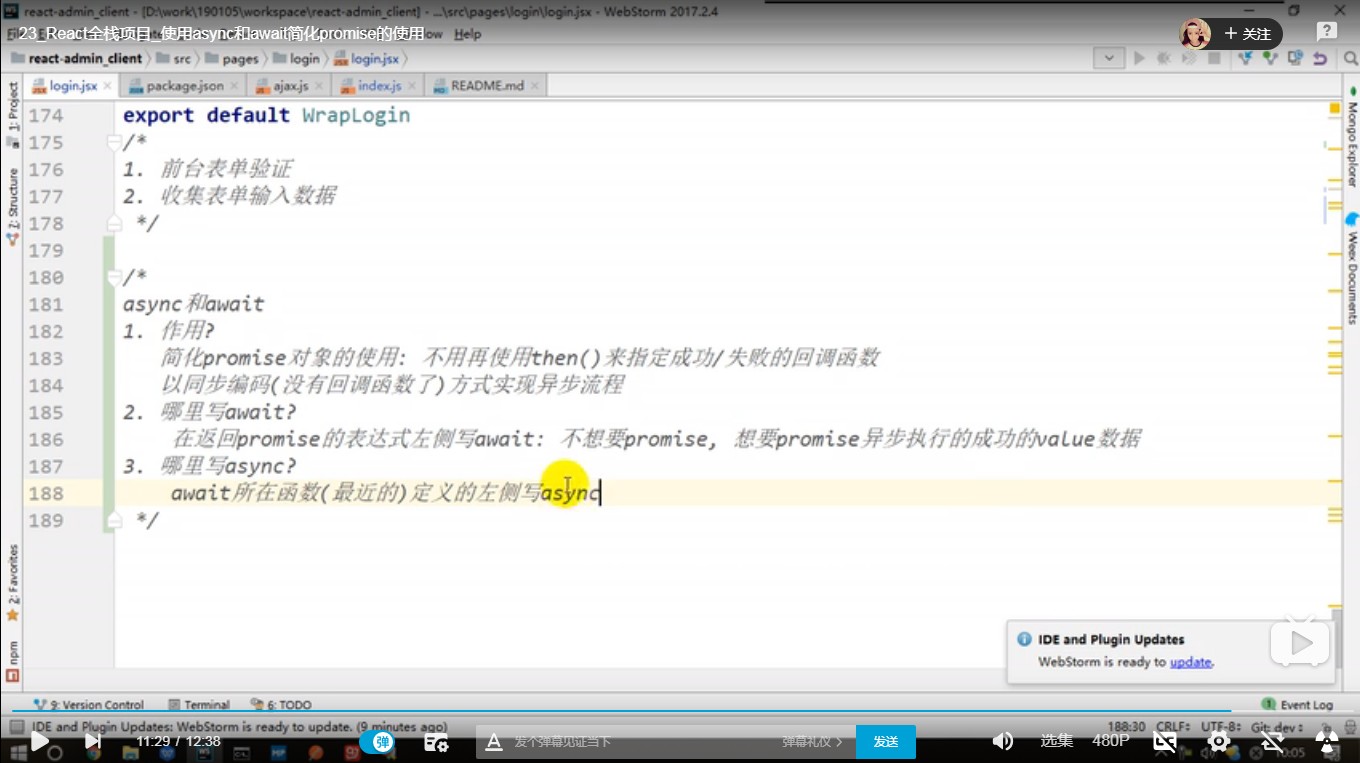 react-admin_client - [D:\work\190105\workspace\react-admin_client] - ...\src\pages\login\login.jsx - WebStorm 2017.2.4
23_React全栈项目_使用async和await简化promise的使用
Help
+ 关注
react-admin_client
src
pages
login
login.jsx
login.jsx
package.json
ajax.js
index.js
README.md
1: Project
7: Structure
2: Favorites
npm
Mongo Explorer
Weex Documents
174 export default WrapLogin
175 /*
176 1. 前台表单验证
177 2. 收集表单输入数据
178 */
179
180 /*
181 async和await
182 1. 作用?
183 简化promise对象的使用: 不用再使用then()来指定成功/失败的回调函数
184 以同步编码(没有回调函数了)方式实现异步流程
185 2. 哪里写await?
186 在返回promise的表达式左侧写await: 不想要promise, 想要promise异步执行的成功的value数据
187 3. 哪里写async?
188 await所在函数(最近的)定义的左侧写async
189 */
IDE and Plugin Updates
WebStorm is ready to update.
9: Version Control
Terminal
6: TODO
1 Event Log
IDE and Plugin Updates: WebStorm is ready to update. (9 minutes ago)
188:30 CRLF÷ UTF-8÷ Git: dev÷
11:29 / 12:38
弹
发个弹幕见证当下
弹幕礼仪 >
发送
选集
480P
10:05